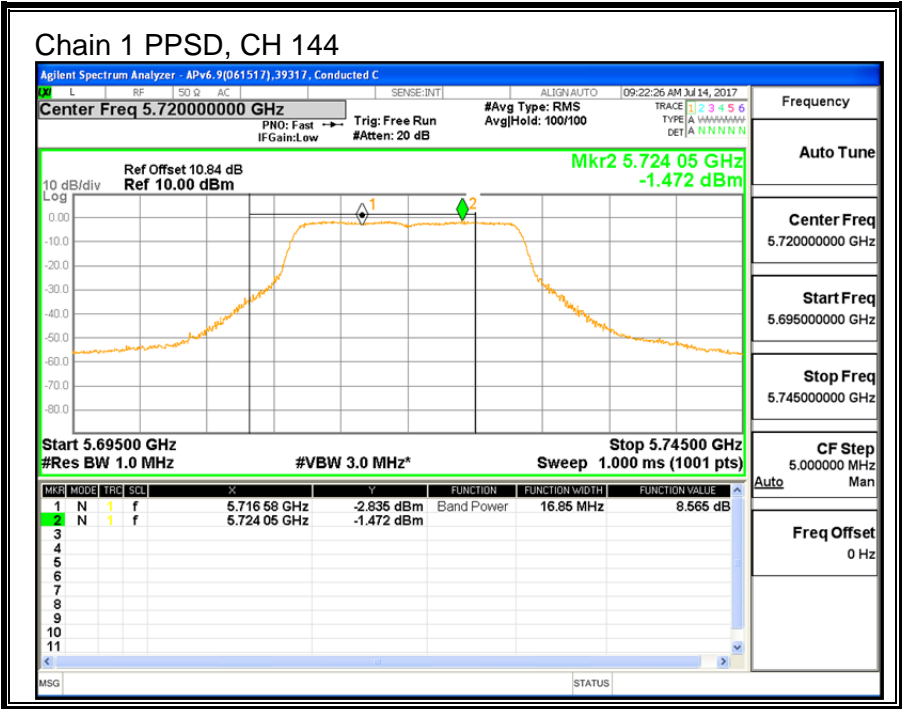 Chain 1 PPSD, CH 144
Agilent Spectrum Analyzer - APv6.9(061517),39317, Conducted C
L RF 50 Ω AC SENSE:INT ALIGN AUTO 09:22:26 AM Jul 14, 2017
Center Freq 5.720000000 GHz
PNO: Fast
IFGain:Low
Trig: Free Run
#Atten: 20 dB
#Avg Type: RMS
Avg|Hold: 100/100
TRACE 1 2 3 4 5 6
TYPE A WWWWW
DET A N N N N N
Frequency
Auto Tune
Center Freq
5.720000000 GHz
Start Freq
5.695000000 GHz
Stop Freq
5.745000000 GHz
CF Step
5.000000 MHz
Auto Man
Freq Offset
0 Hz
Mkr2 5.724 05 GHz
-1.472 dBm
Ref Offset 10.84 dB
10 dB/div Ref 10.00 dBm
Log
1
2
0.00
-10.0
-20.0
-30.0
-40.0
-50.0
-60.0
-70.0
-80.0
Start 5.69500 GHz Stop 5.74500 GHz
#Res BW 1.0 MHz #VBW 3.0 MHz* Sweep 1.000 ms (1001 pts)
MKR MODE TRC SCL X Y FUNCTION FUNCTION WIDTH FUNCTION VALUE
1 N 1 f 5.716 58 GHz -2.835 dBm Band Power 16.85 MHz 8.565 dB
2 N 1 f 5.724 05 GHz -1.472 dBm
3
4
5
6
7
8
9
10
11
MSG STATUS